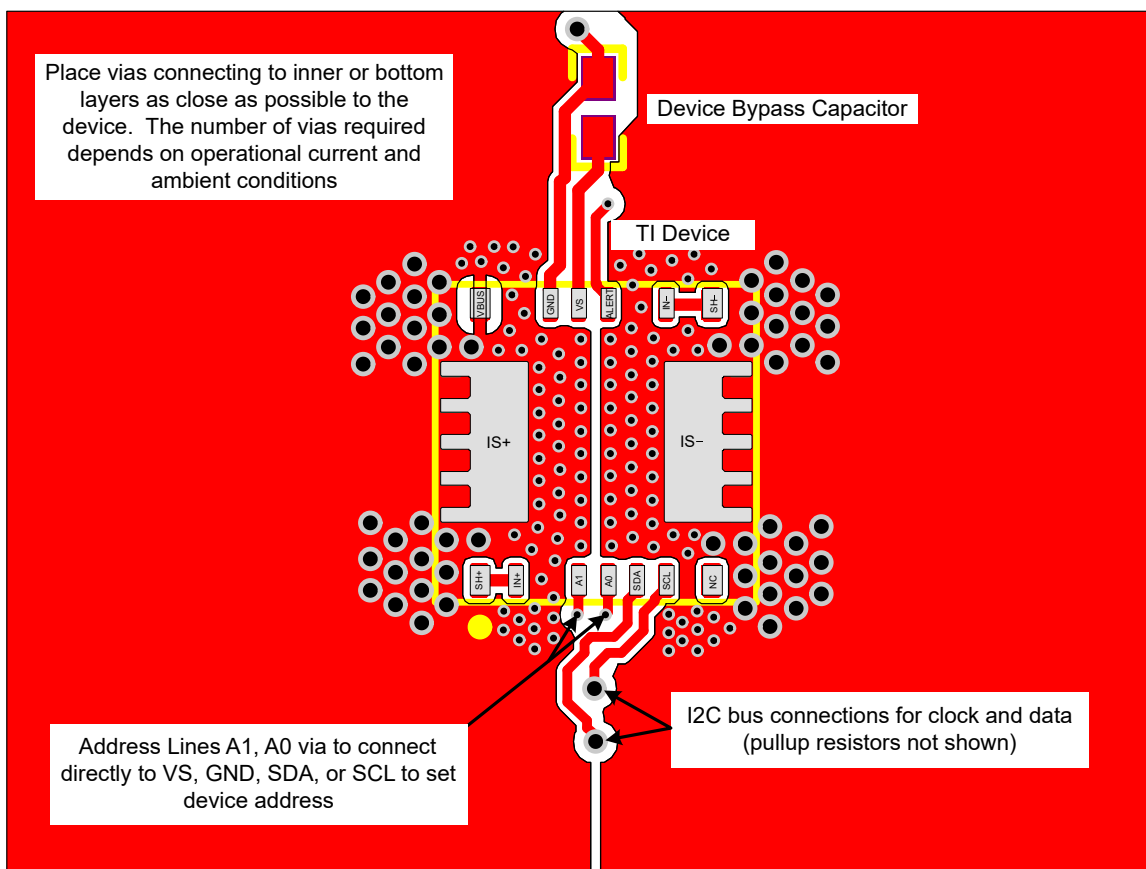 Place vias connecting to inner or bottom
layers as close as possible to the
device. The number of vias required
depends on operational current and
ambient conditions
Device Bypass Capacitor
TI Device
VBUS
GND
VS
ALERT
IN−
SH−
IS+
IS−
SH+
IN+
A1
A0
SDA
SCL
NC
Address Lines A1, A0 via to connect
directly to VS, GND, SDA, or SCL to set
device address
I2C bus connections for clock and data
(pullup resistors not shown)